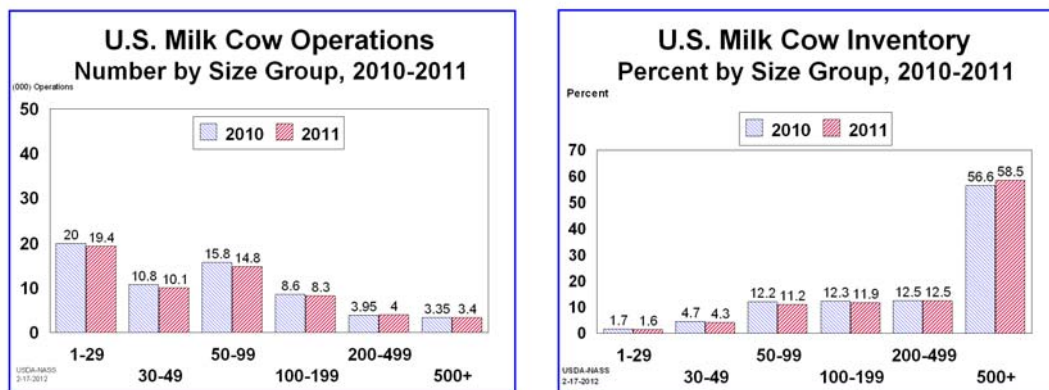 U.S. Milk Cow Operations
Number by Size Group, 2010-2011
(000) Operations
50
40
30
20
10
0
2010 2011
20 19.4 10.8 10.1 15.8 14.8 8.6 8.3 3.95 4 3.35 3.4
1-29 50-99 200-499
30-49 100-199 500+
USDA-NASS
2-17-2012
U.S. Milk Cow Inventory
Percent by Size Group, 2010-2011
Percent
70
60
50
40
30
20
10
0
2010 2011
1.7 1.6 4.7 4.3 12.2 11.2 12.3 11.9 12.5 12.5 56.6 58.5
1-29 50-99 200-499
30-49 100-199 500+
USDA-NASS
2-17-2012